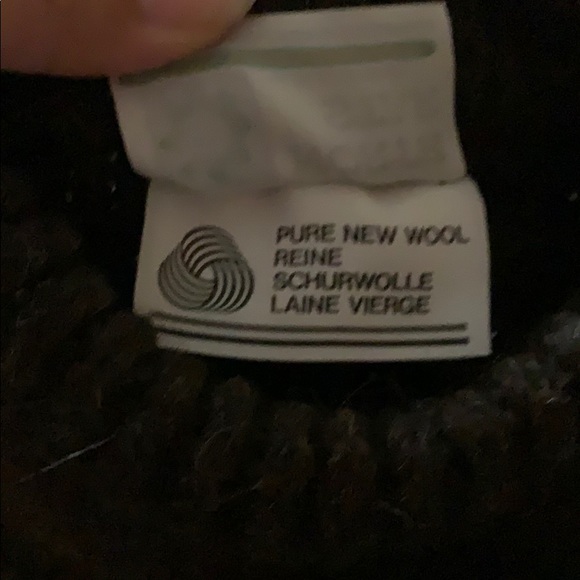 PURE NEW WOOL
REINE
SCHURWOLLE
LAINE VIERGE